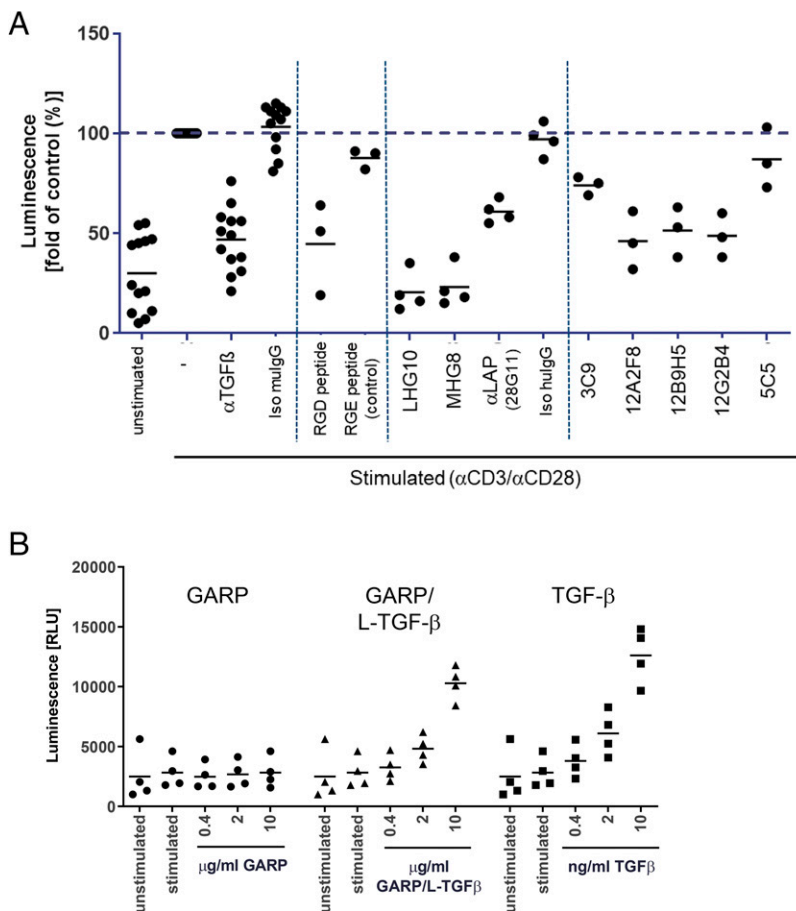 A
150
100
50
0
Luminescence
[fold of control (%)]
unstimuated
-
αTGFß
Iso muIgG
RGD peptide
RGE peptide
(control)
LHG10
MHG8
αLAP
(28G11)
Iso huIgG
3C9
12A2F8
12B9H5
12G2B4
5C5
Stimulated (αCD3/αCD28)
B
20000
15000
10000
5000
0
Luminescence [RLU]
GARP
GARP/
L-TGF-β
TGF-β
unstimulated
stimulated
0.4
2
10
μg/ml GARP
unstimulated
stimulated
0.4
2
10
μg/ml
GARP/L-TGFβ
unstimulated
stimulated
0.4
2
10
ng/ml TGFβ